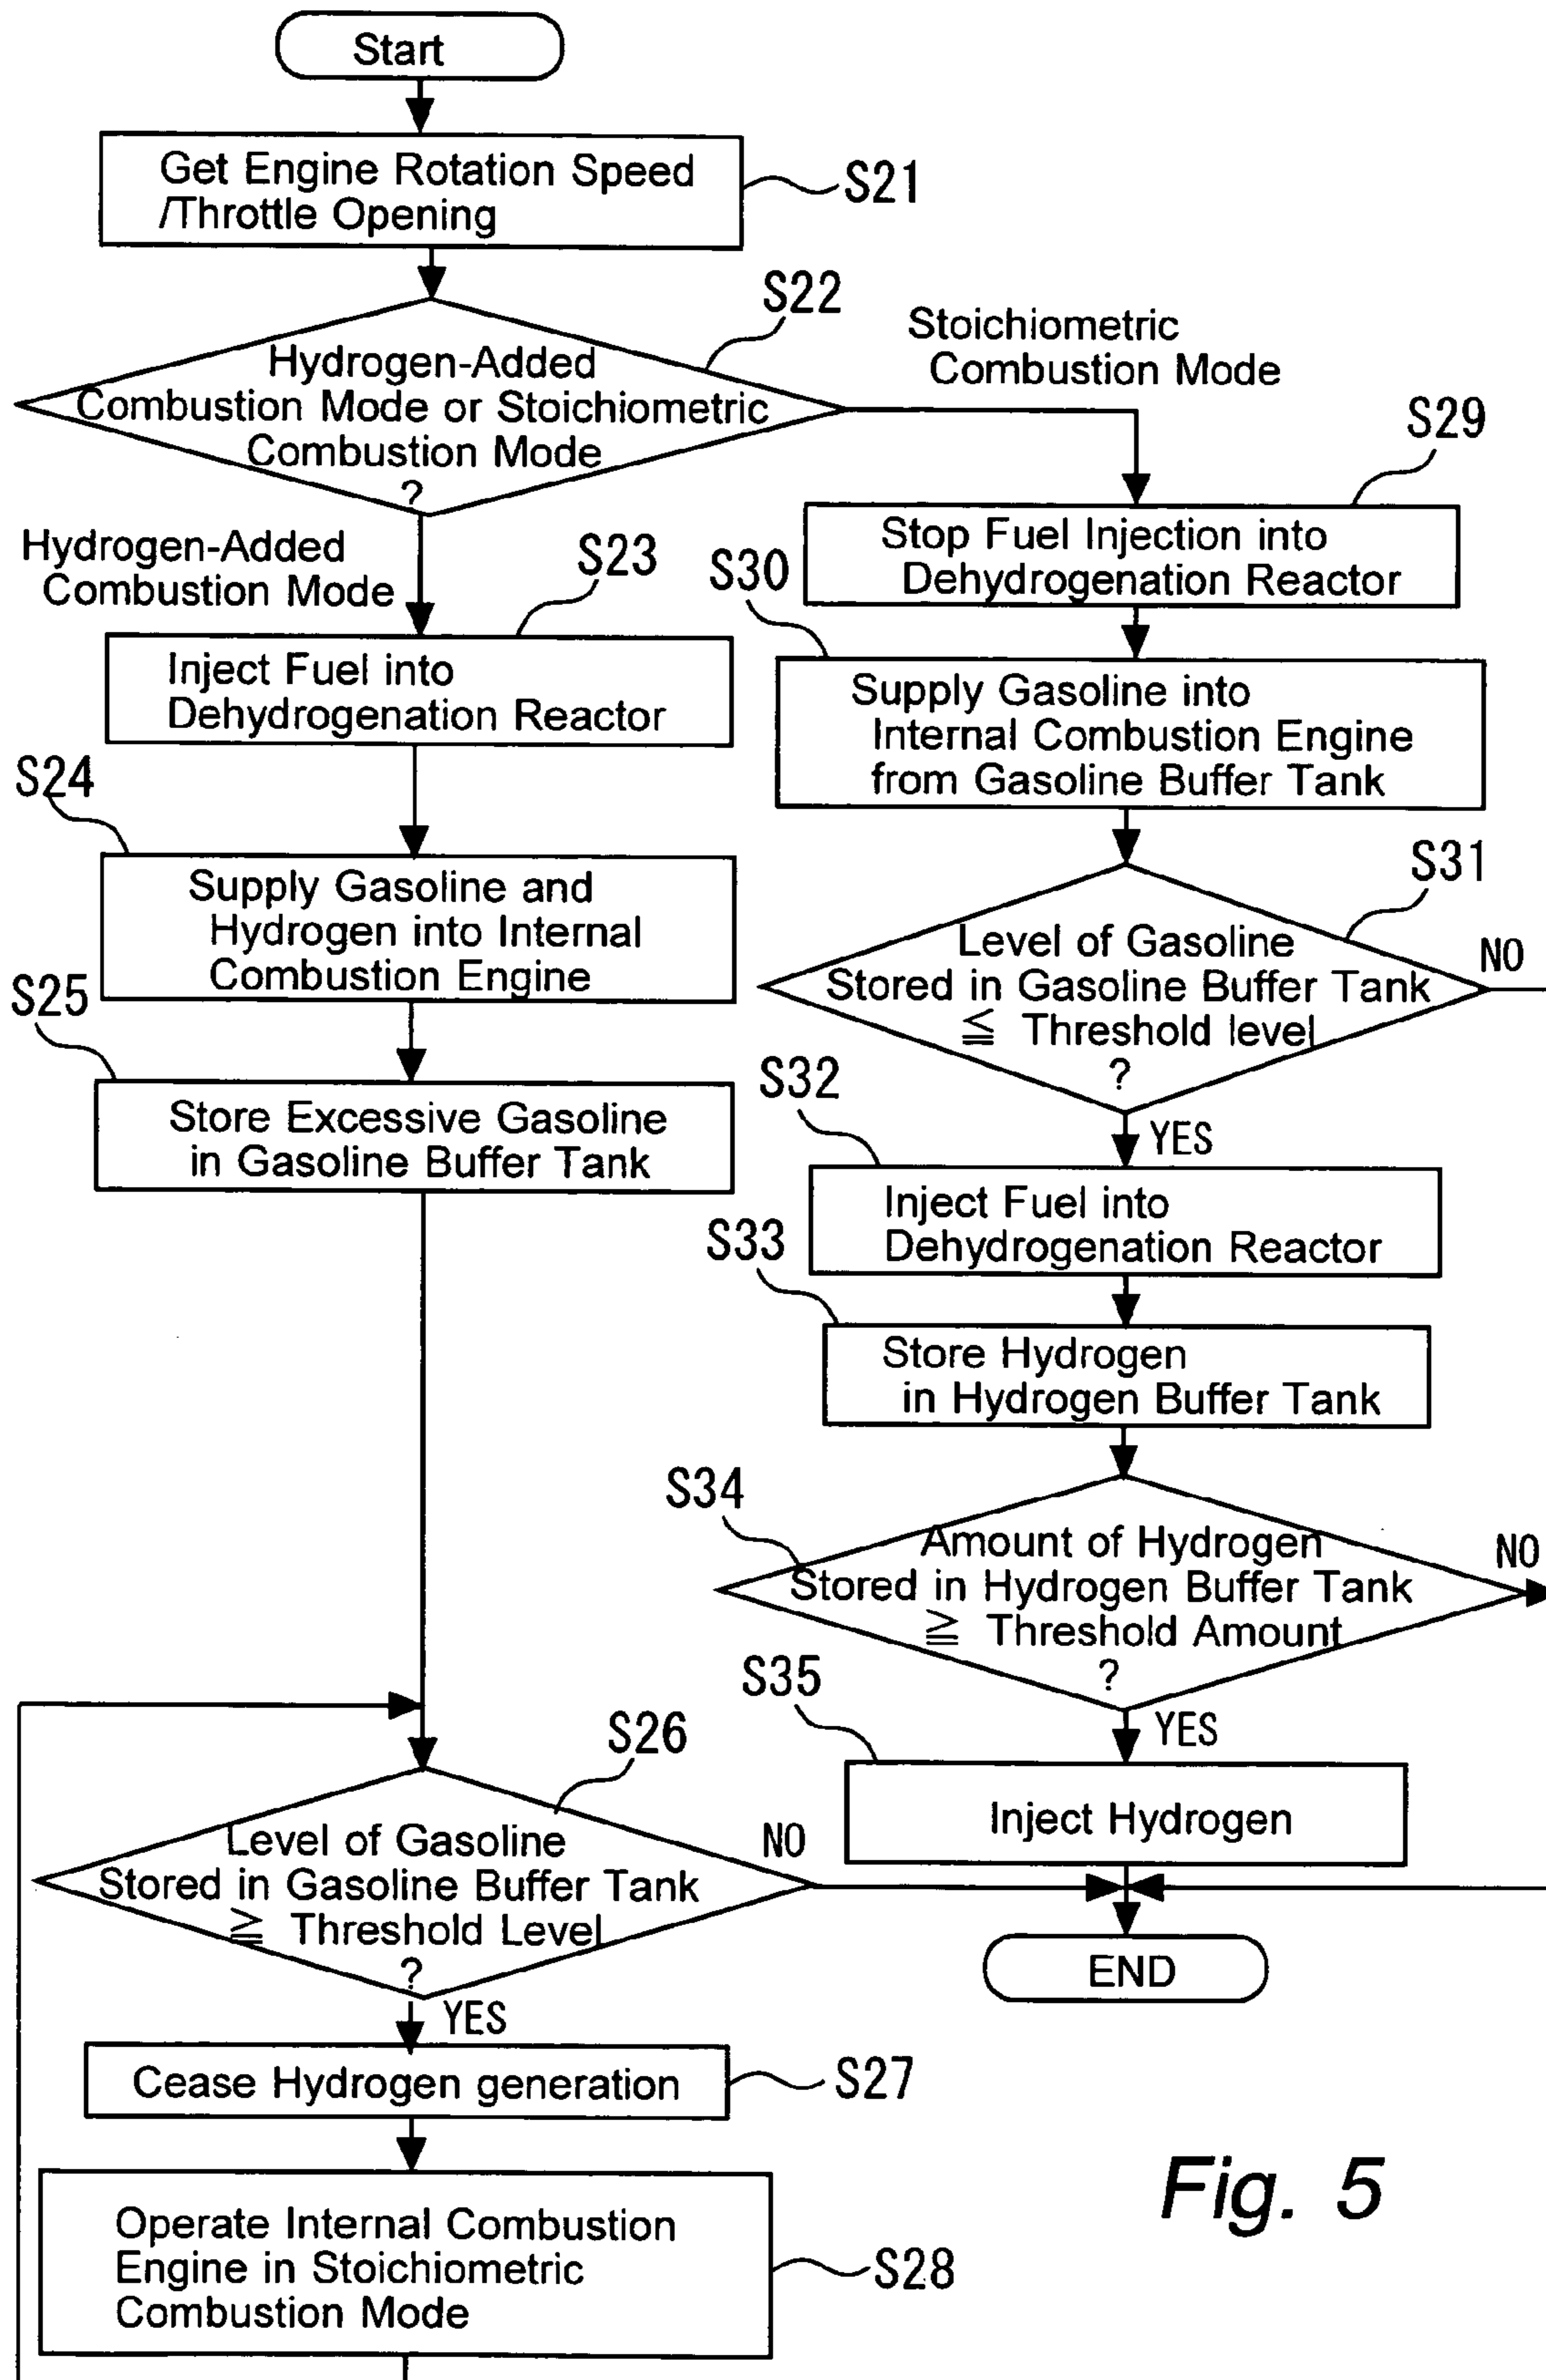 Start
Get Engine Rotation Speed
/Throttle Opening
S21
S22
Hydrogen-Added
Combustion Mode or Stoichiometric
Combustion Mode
?
Stoichiometric
Combustion Mode
Hydrogen-Added
Combustion Mode
S23
Inject Fuel into
Dehydrogenation Reactor
S24
Supply Gasoline and
Hydrogen into Internal
Combustion Engine
S25
Store Excessive Gasoline
in Gasoline Buffer Tank
S26
Level of Gasoline
Stored in Gasoline Buffer Tank
≧ Threshold Level
?
NO
YES
Cease Hydrogen generation
S27
Operate Internal Combustion
Engine in Stoichiometric
Combustion Mode
S28
S29
Stop Fuel Injection into
Dehydrogenation Reactor
S30
Supply Gasoline into
Internal Combustion Engine
from Gasoline Buffer Tank
S31
Level of Gasoline
Stored in Gasoline Buffer Tank
≦ Threshold level
?
NO
YES
S32
Inject Fuel into
Dehydrogenation Reactor
S33
Store Hydrogen
in Hydrogen Buffer Tank
S34
Amount of Hydrogen
Stored in Hydrogen Buffer Tank
≧ Threshold Amount
?
NO
YES
S35
Inject Hydrogen
END
Fig. 5